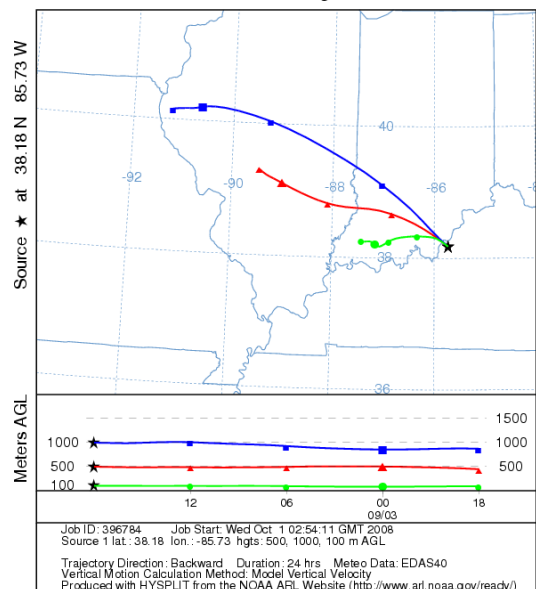 Source ★ at 38.18 N 85.73 W
40
-92
-90
-88
-86
38
36
Meters AGL
1500
1000
1000
500
500
100
12
06
00
18
09/03
Job ID: 396784 Job Start: Wed Oct 1 02:54:11 GMT 2008
Source 1 lat.: 38.18 lon.: -85.73 hgts: 500, 1000, 100 m AGL
Trajectory Direction: Backward Duration: 24 hrs Meteo Data: EDAS40
Vertical Motion Calculation Method: Model Vertical Velocity
Produced with HYSPLIT from the NOAA ARL Website (http://www.arl.noaa.gov/ready/)